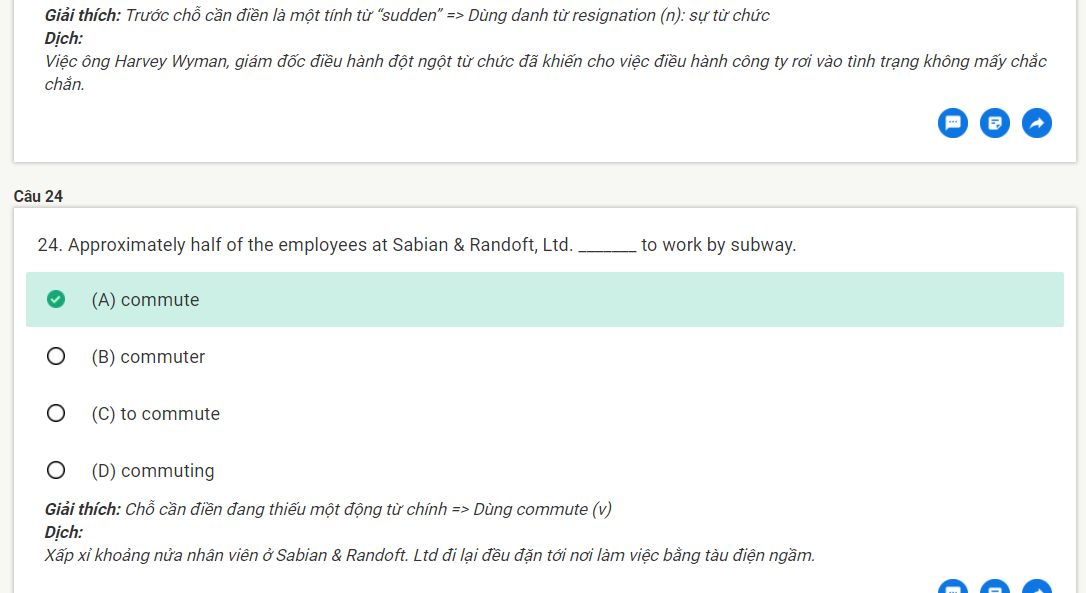 Giải thích: Trước chỗ cần điền là một tính từ “sudden” => Dùng danh từ resignation (n): sự từ chức
Dịch:
Việc ông Harvey Wyman, giám đốc điều hành đột ngột từ chức đã khiến cho việc điều hành công ty rơi vào tình trạng không mấy chắc
chắn.
Câu 24
24. Approximately half of the employees at Sabian & Randoft, Ltd. _______ to work by subway.
(A) commute
(B) commuter
(C) to commute
(D) commuting
Giải thích: Chỗ cần điền đang thiếu một động từ chính => Dùng commute (v)
Dịch:
Xấp xỉ khoảng nửa nhân viên ở Sabian & Randoft. Ltd đi lại đều đặn tới nơi làm việc bằng tàu điện ngầm.